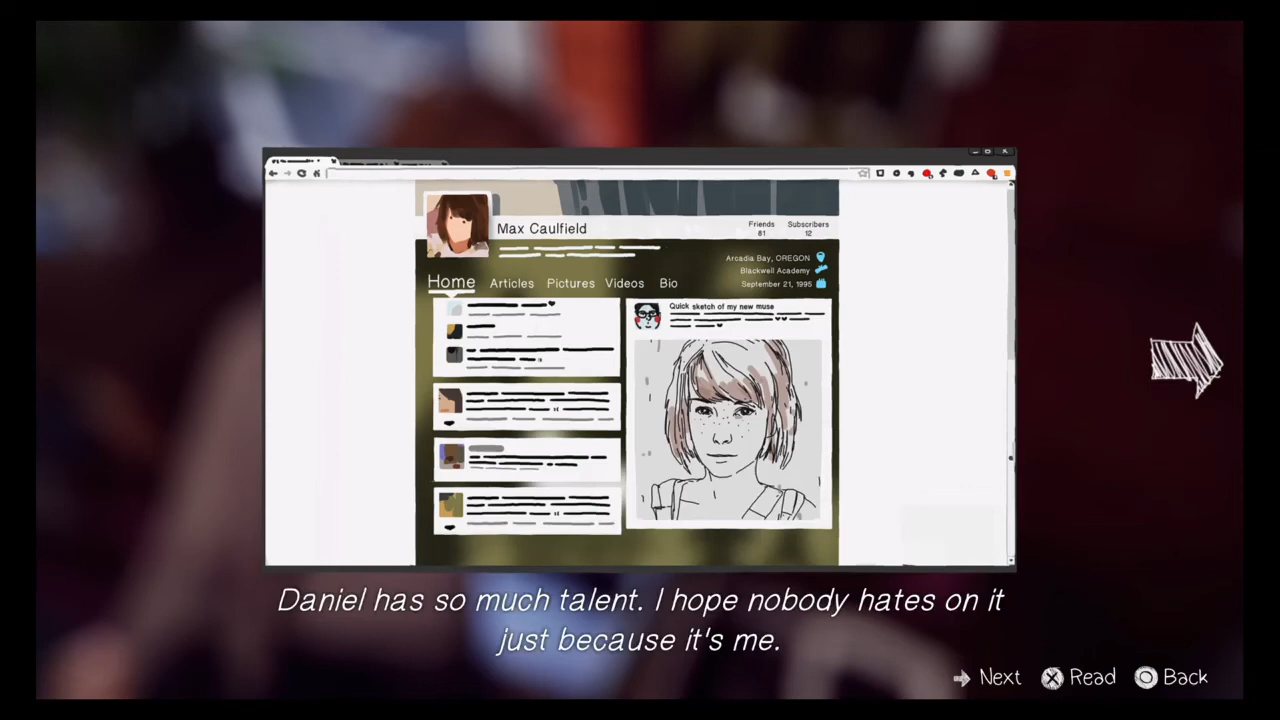 Max Caulfield
Friends
81
Subscribers
12
Arcadia Bay, OREGON
Blackwell Academy
September 21, 1995
Home Articles Pictures Videos Bio
Quick sketch of my new muse
Daniel has so much talent. I hope nobody hates on it
just because it's me.
Next Read Back